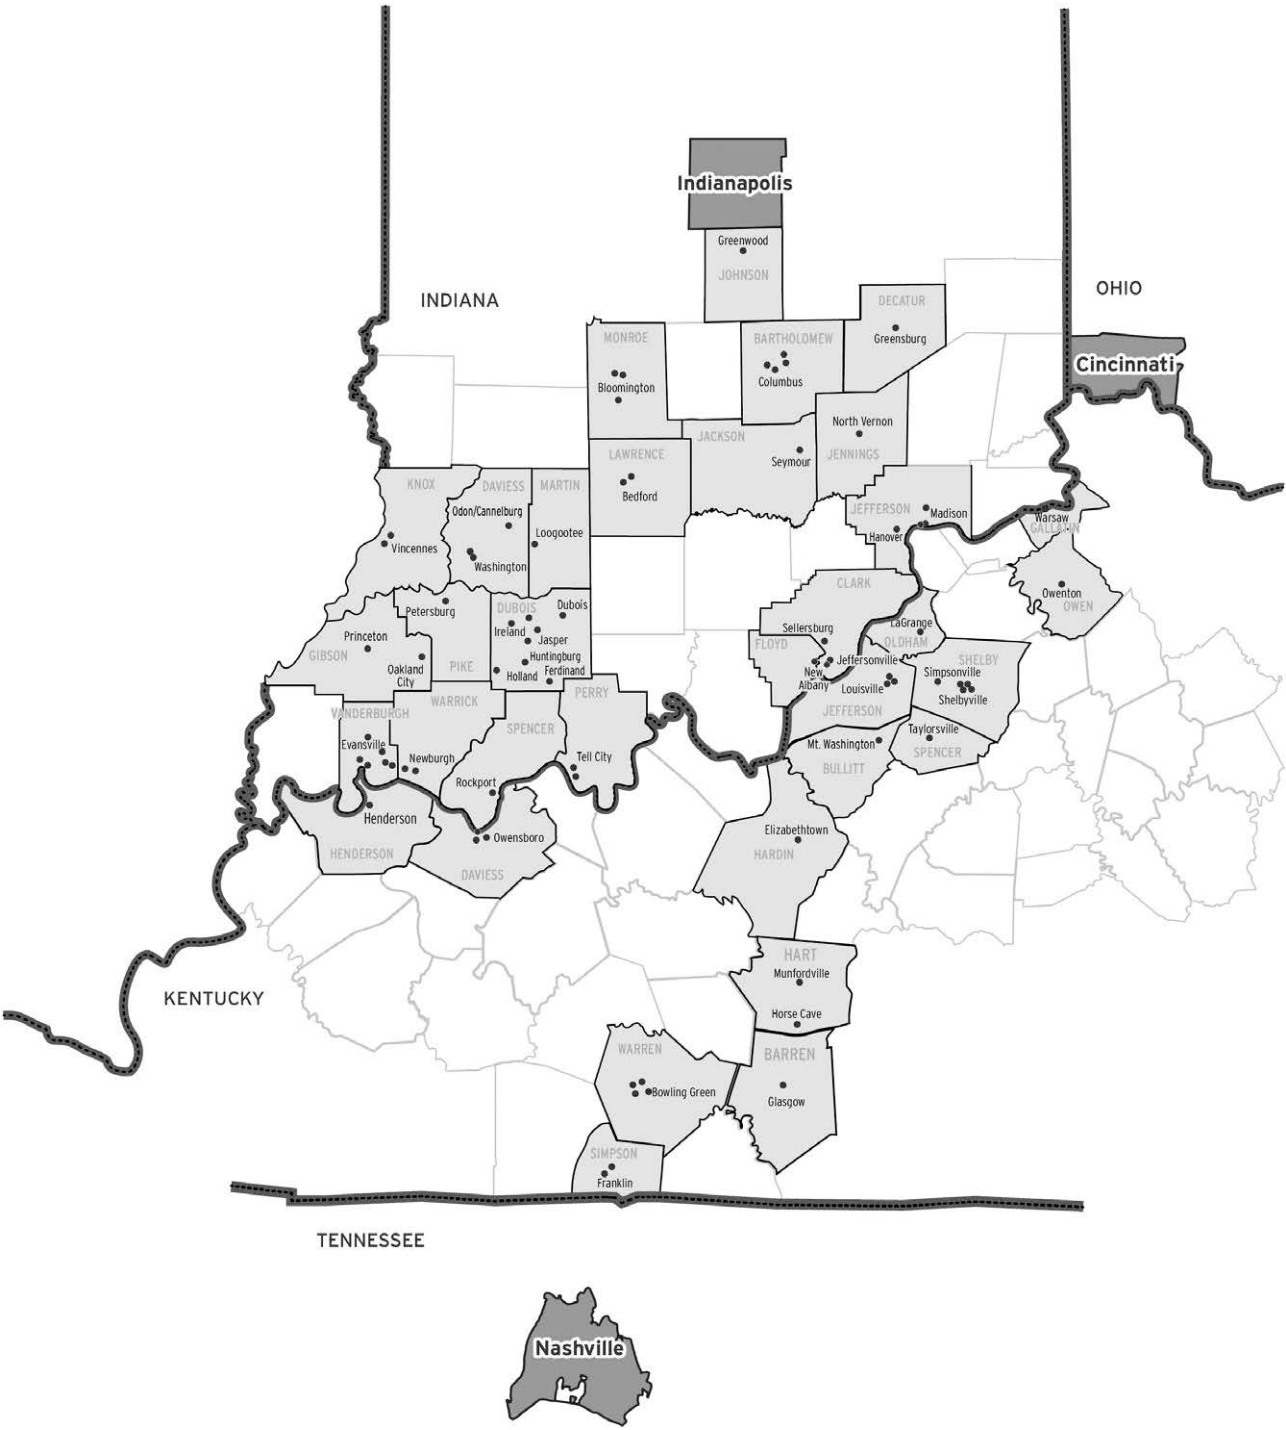 Indianapolis
Greenwood
JOHNSON
INDIANA
OHIO
DECATUR
Greensburg
MONROE
Bloomington
BARTHOLOMEW
Columbus
Cincinnati
North Vernon
JENNINGS
JACKSON
Seymour
LAWRENCE
Bedford
KNOX
Vincennes
DAVIESS
Odon/Cannelburg
Washington
MARTIN
Loogootee
JEFFERSON
Madison
Hanover
Warsaw
GALLATIN
Owenton
OWEN
CLARK
Sellersburg
FLOYD
New
Albany
Jeffersonville
Louisville
JEFFERSON
LaGrange
OLDHAM
SHELBY
Simpsonville
Shelbyville
Taylorsville
SPENCER
Mt. Washington
BULLITT
Petersburg
PIKE
DUBOIS
Dubois
Ireland
Jasper
Huntingburg
Ferdinand
Holland
Princeton
GIBSON
Oakland
City
VANDERBURGH
Evansville
WARRICK
Newburgh
SPENCER
Rockport
PERRY
Tell City
Henderson
HENDERSON
Owensboro
DAVIESS
Elizabethtown
HARDIN
HART
Munfordville
Horse Cave
KENTUCKY
WARREN
Bowling Green
BARREN
Glasgow
SIMPSON
Franklin
TENNESSEE
Nashville